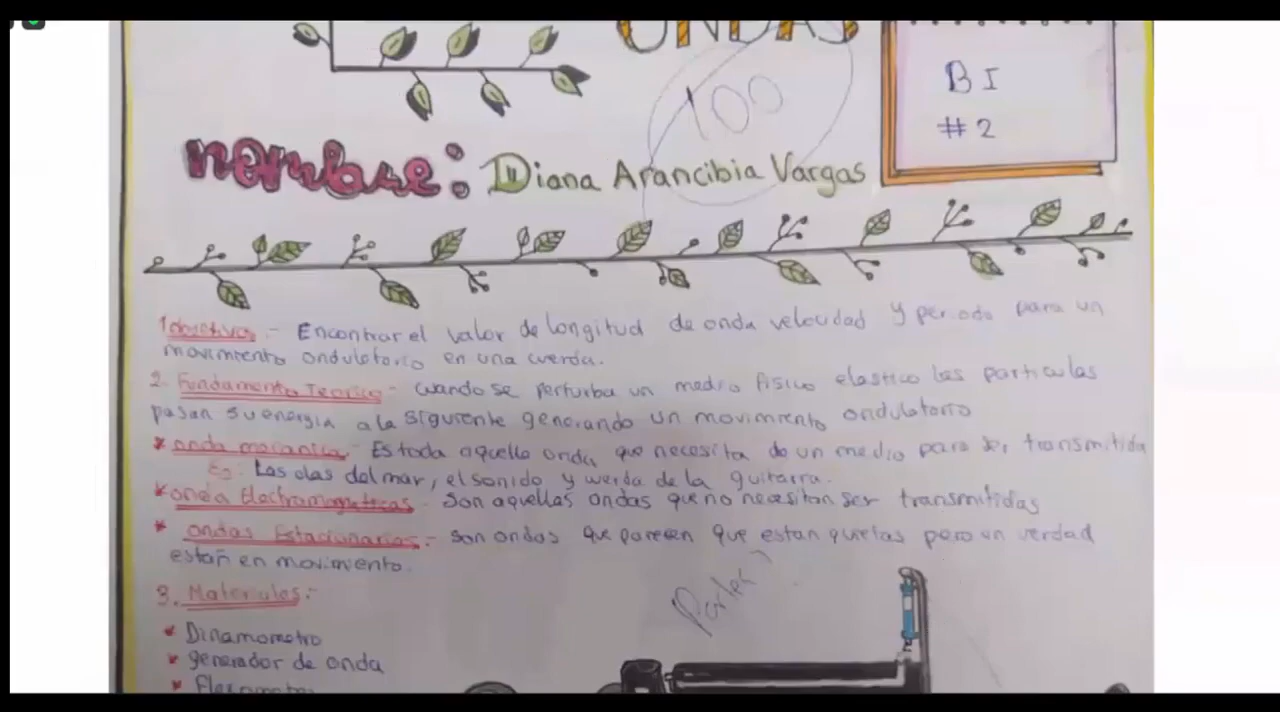 ONDAS
100
BI
#2
nombre: Diana Arancibia Vargas
1 objetivo.- Encontrar el valor de longitud de onda velocidad y periodo para un
movimiento ondulatorio en una cuerda.
2. Fundamento Teorico.- cuando se perturba un medio fisico elastico las particulas
pasan su energia a la siguiente generando un movimiento ondulatorio
* onda mecanica.- Es toda aquella onda que necesita de un medio para ser transmitida
Ej: Las olas del mar, el sonido y cuerda de la guitarra.
* onda Electromagneticas.- Son aquellas ondas que no necesitan ser transmitidas
* ondas Estacionarias.- son ondas que parecen que estan quietas pero en verdad
estan en movimiento.
3. Materiales:-
* Dinamometro
* generador de onda
* Flexometro